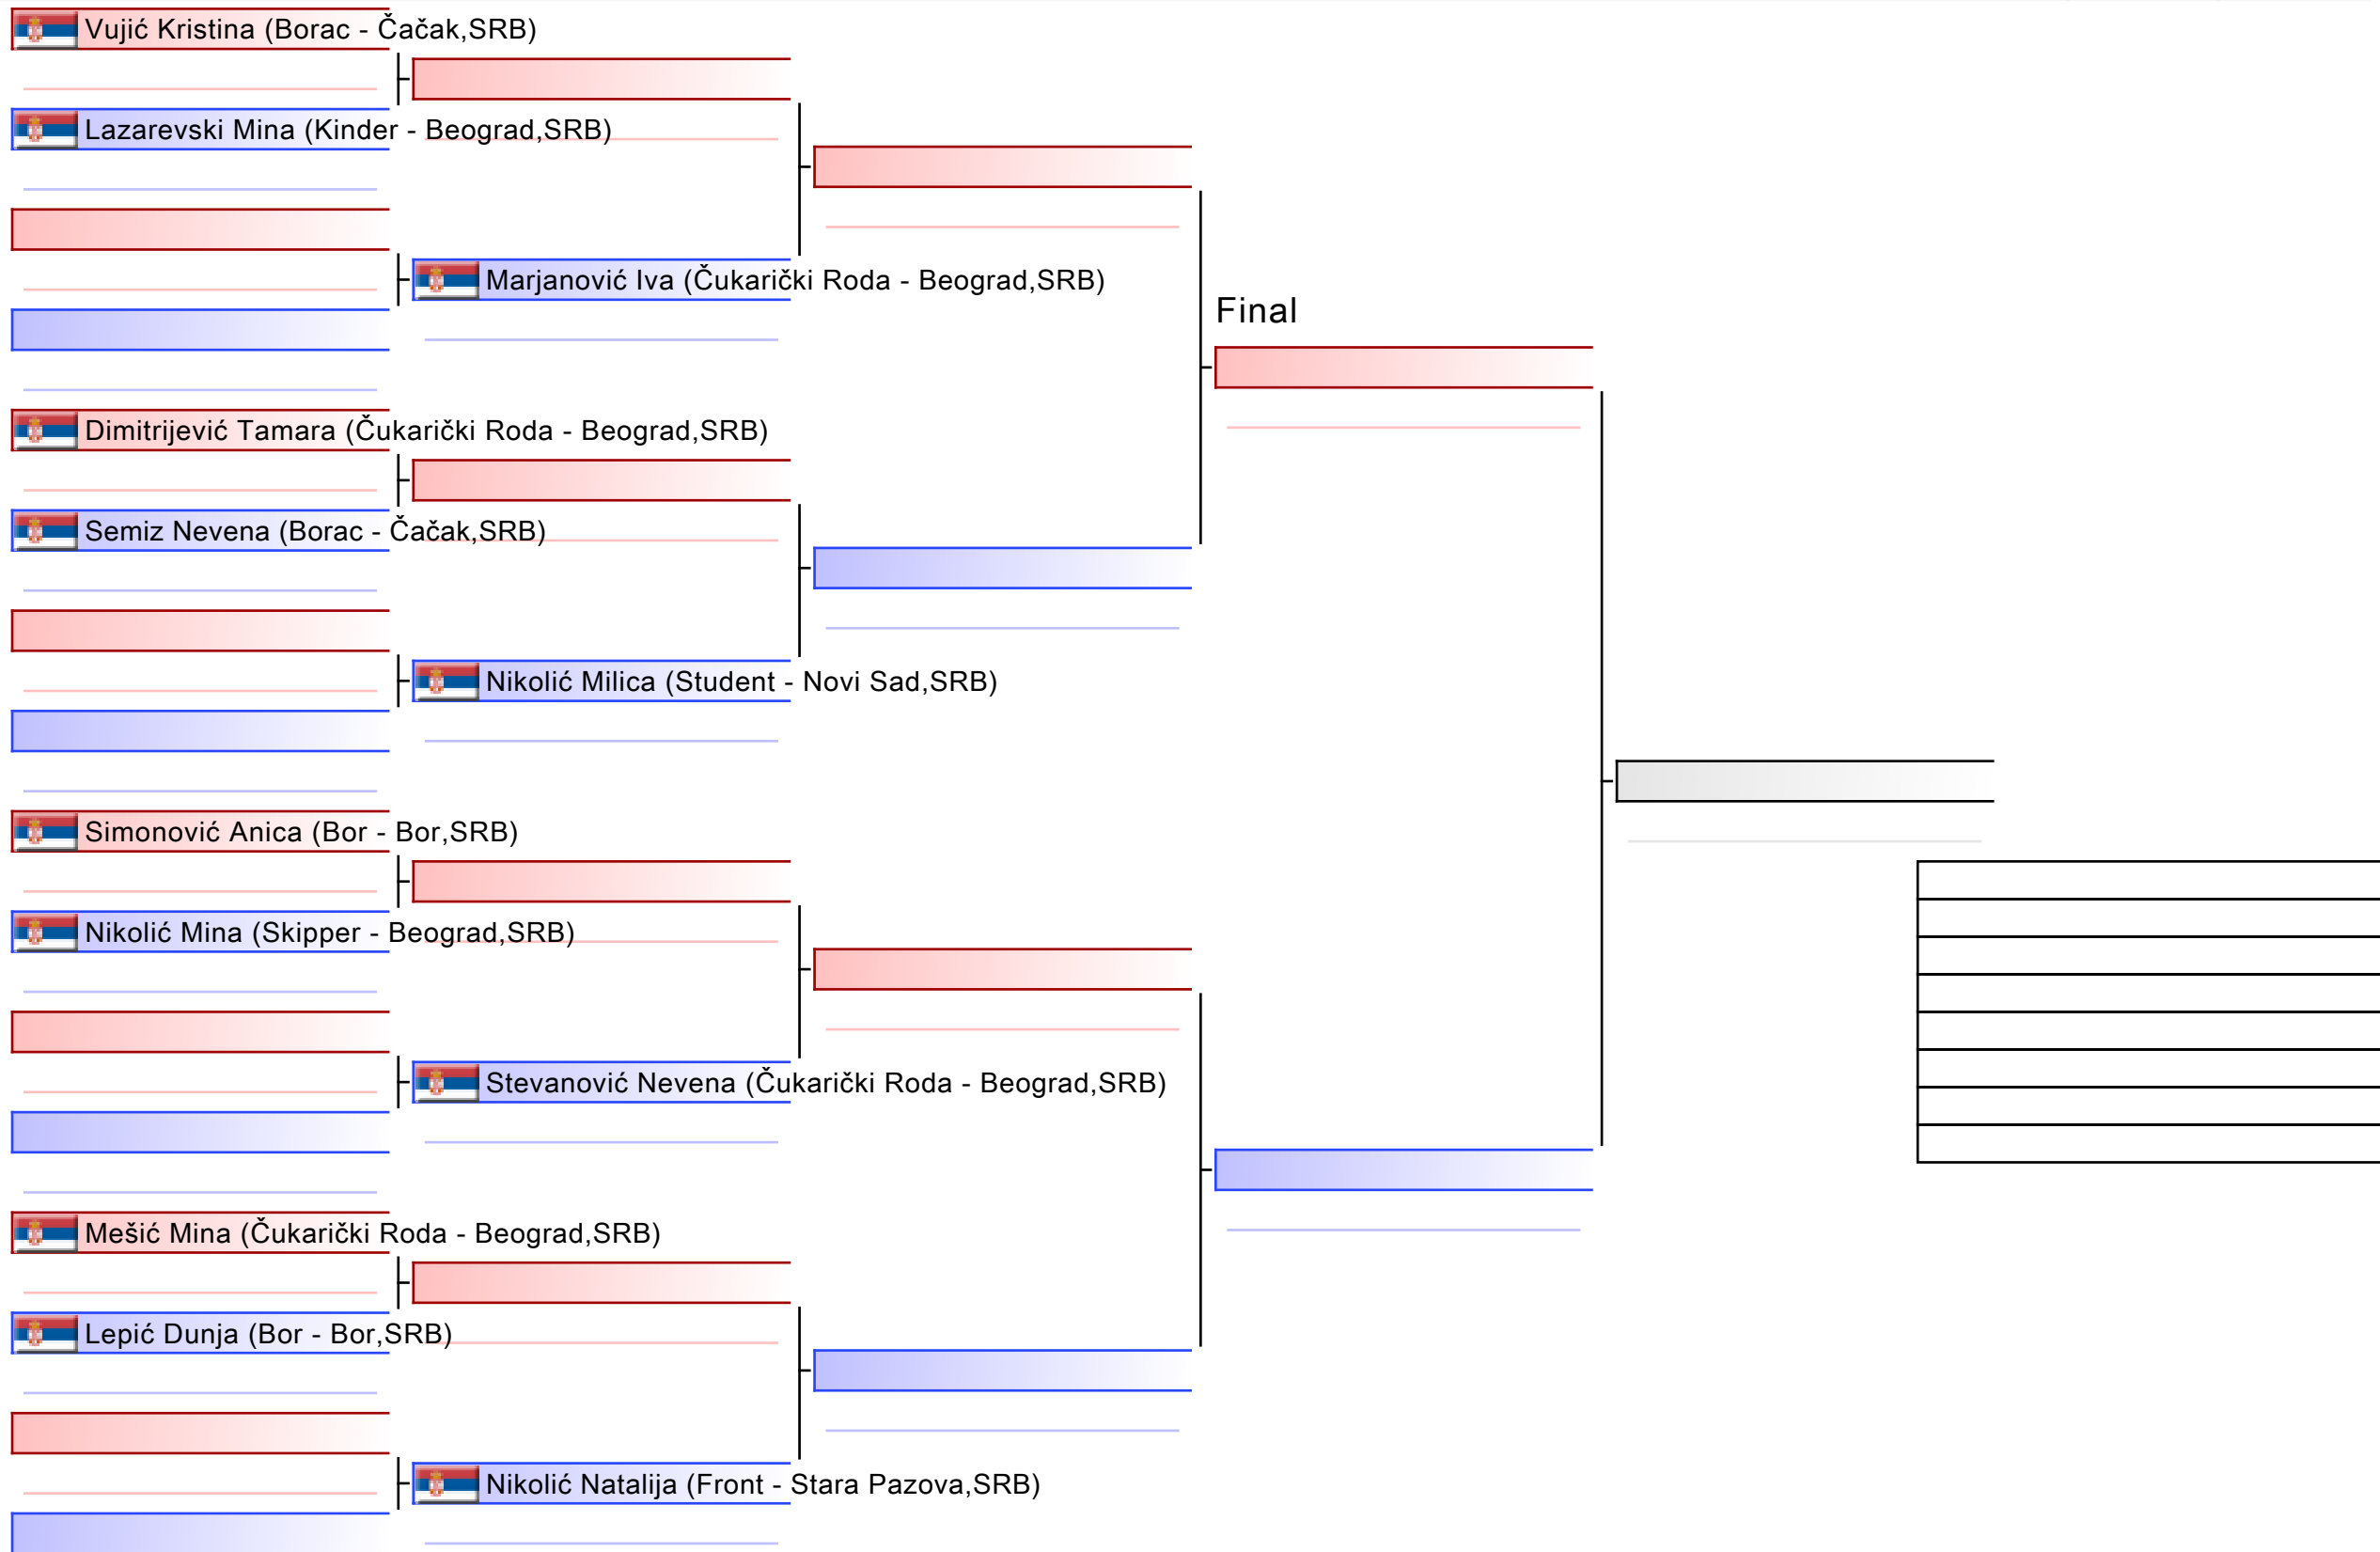 Vujić Kristina (Borac - Čačak,SRB)
Lazarevski Mina (Kinder - Beograd,SRB)
Marjanović Iva (Čukarički Roda - Beograd,SRB)
Final
Dimitrijević Tamara (Čukarički Roda - Beograd,SRB)
Semiz Nevena (Borac - Čačak,SRB)
Nikolić Milica (Student - Novi Sad,SRB)
Simonović Anica (Bor - Bor,SRB)
Nikolić Mina (Skipper - Beograd,SRB)
Stevanović Nevena (Čukarički Roda - Beograd,SRB)
Mešić Mina (Čukarički Roda - Beograd,SRB)
Lepić Dunja (Bor - Bor,SRB)
Nikolić Natalija (Front - Stara Pazova,SRB)